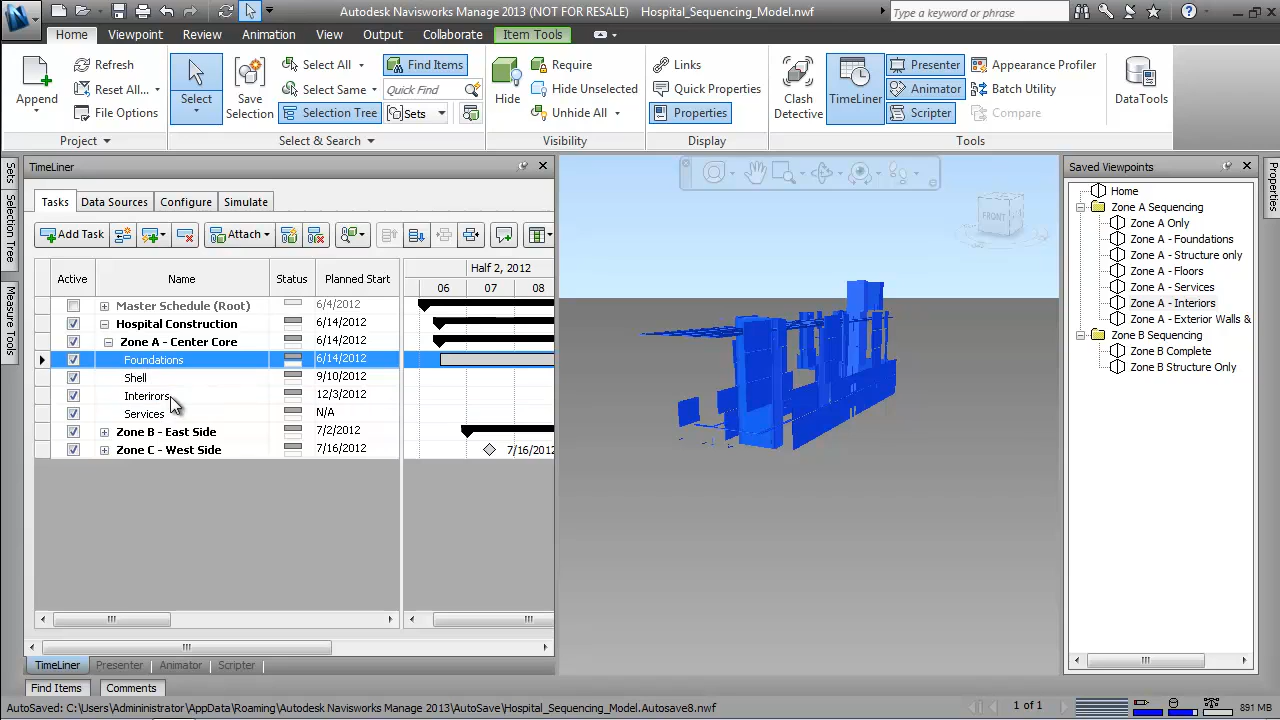 Autodesk Navisworks Manage 2013 (NOT FOR RESALE) Hospital_Sequencing_Model.nwf
Type a keyword or phrase
Home Viewpoint Review Animation View Output Collaborate Item Tools
Append
Refresh
Reset All...
File Options
Project
Select
Save Selection
Select All
Select Same
Selection Tree
Find Items
Quick Find
Sets
Select & Search
Hide
Require
Hide Unselected
Unhide All
Visibility
Links
Quick Properties
Properties
Display
Clash Detective
TimeLiner
Presenter
Animator
Scripter
Appearance Profiler
Batch Utility
Compare
Tools
DataTools
Sets
Selection Tree
Measure Tools
TimeLiner
Tasks Data Sources Configure Simulate
Add Task Attach
Active Name Status Planned Start
Half 2, 2012
06 07 08
Master Schedule (Root) 6/4/2012
Hospital Construction 6/14/2012
Zone A - Center Core 6/14/2012
Foundations 6/14/2012
Shell 9/10/2012
Interirors 12/3/2012
Services N/A
Zone B - East Side 7/2/2012
Zone C - West Side 7/16/2012 7/16/2012
TimeLiner Presenter Animator Scripter
Find Items Comments
FRONT
Saved Viewpoints
Home
Zone A Sequencing
Zone A Only
Zone A - Foundations
Zone A - Structure only
Zone A - Floors
Zone A - Services
Zone A - Interiors
Zone A - Exterior Walls &
Zone B Sequencing
Zone B Complete
Zone B Structure Only
Properties
AutoSaved: C:\Users\Administrator\AppData\Roaming\Autodesk Navisworks Manage 2013\AutoSave\Hospital_Sequencing_Model.Autosave8.nwf
1 of 1
891 MB